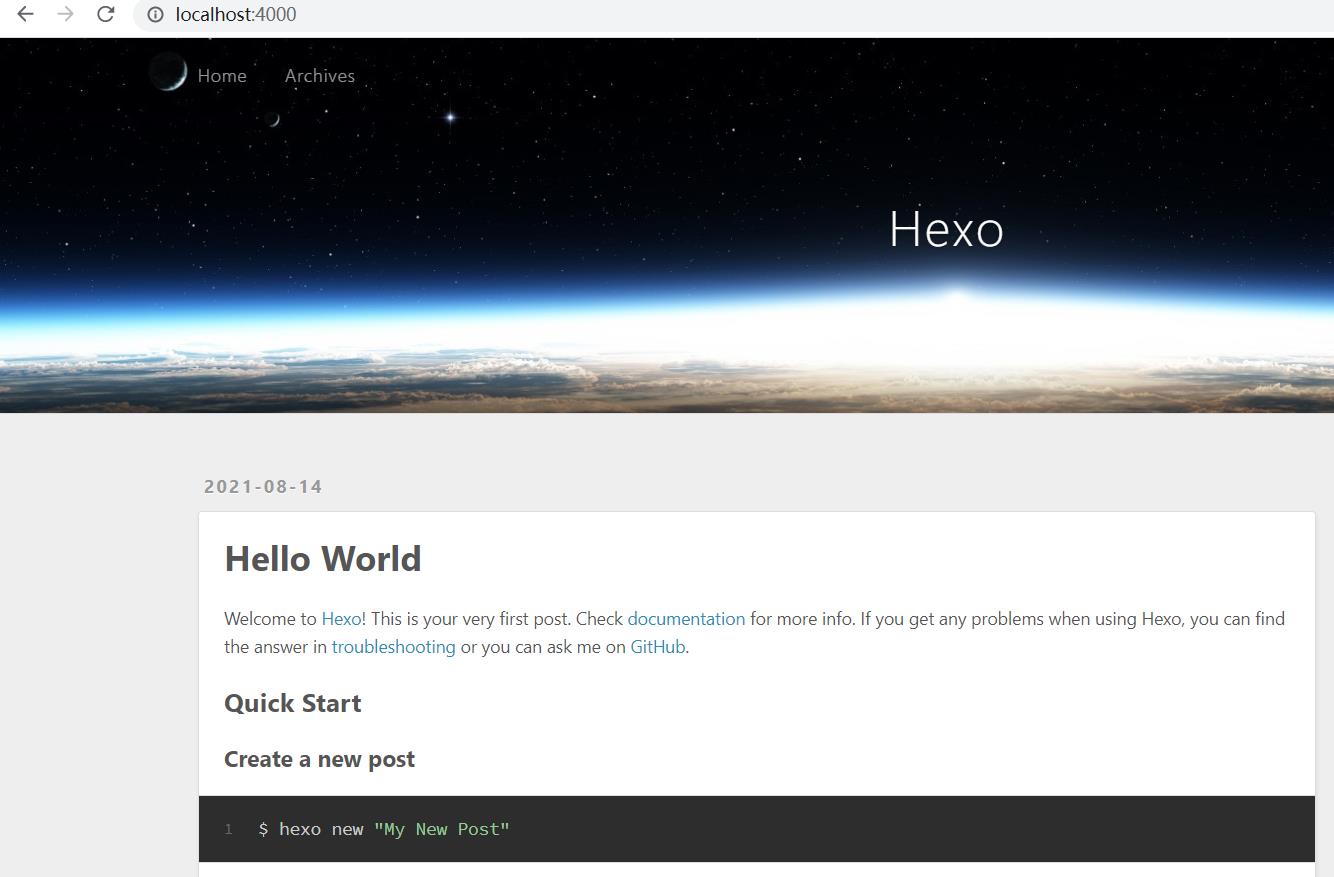 localhost:4000
Home Archives
Hexo
2021-08-14
Hello World
Welcome to Hexo! This is your very first post. Check documentation for more info. If you get any problems when using Hexo, you can find
the answer in troubleshooting or you can ask me on GitHub.
Quick Start
Create a new post
1 $ hexo new "My New Post"